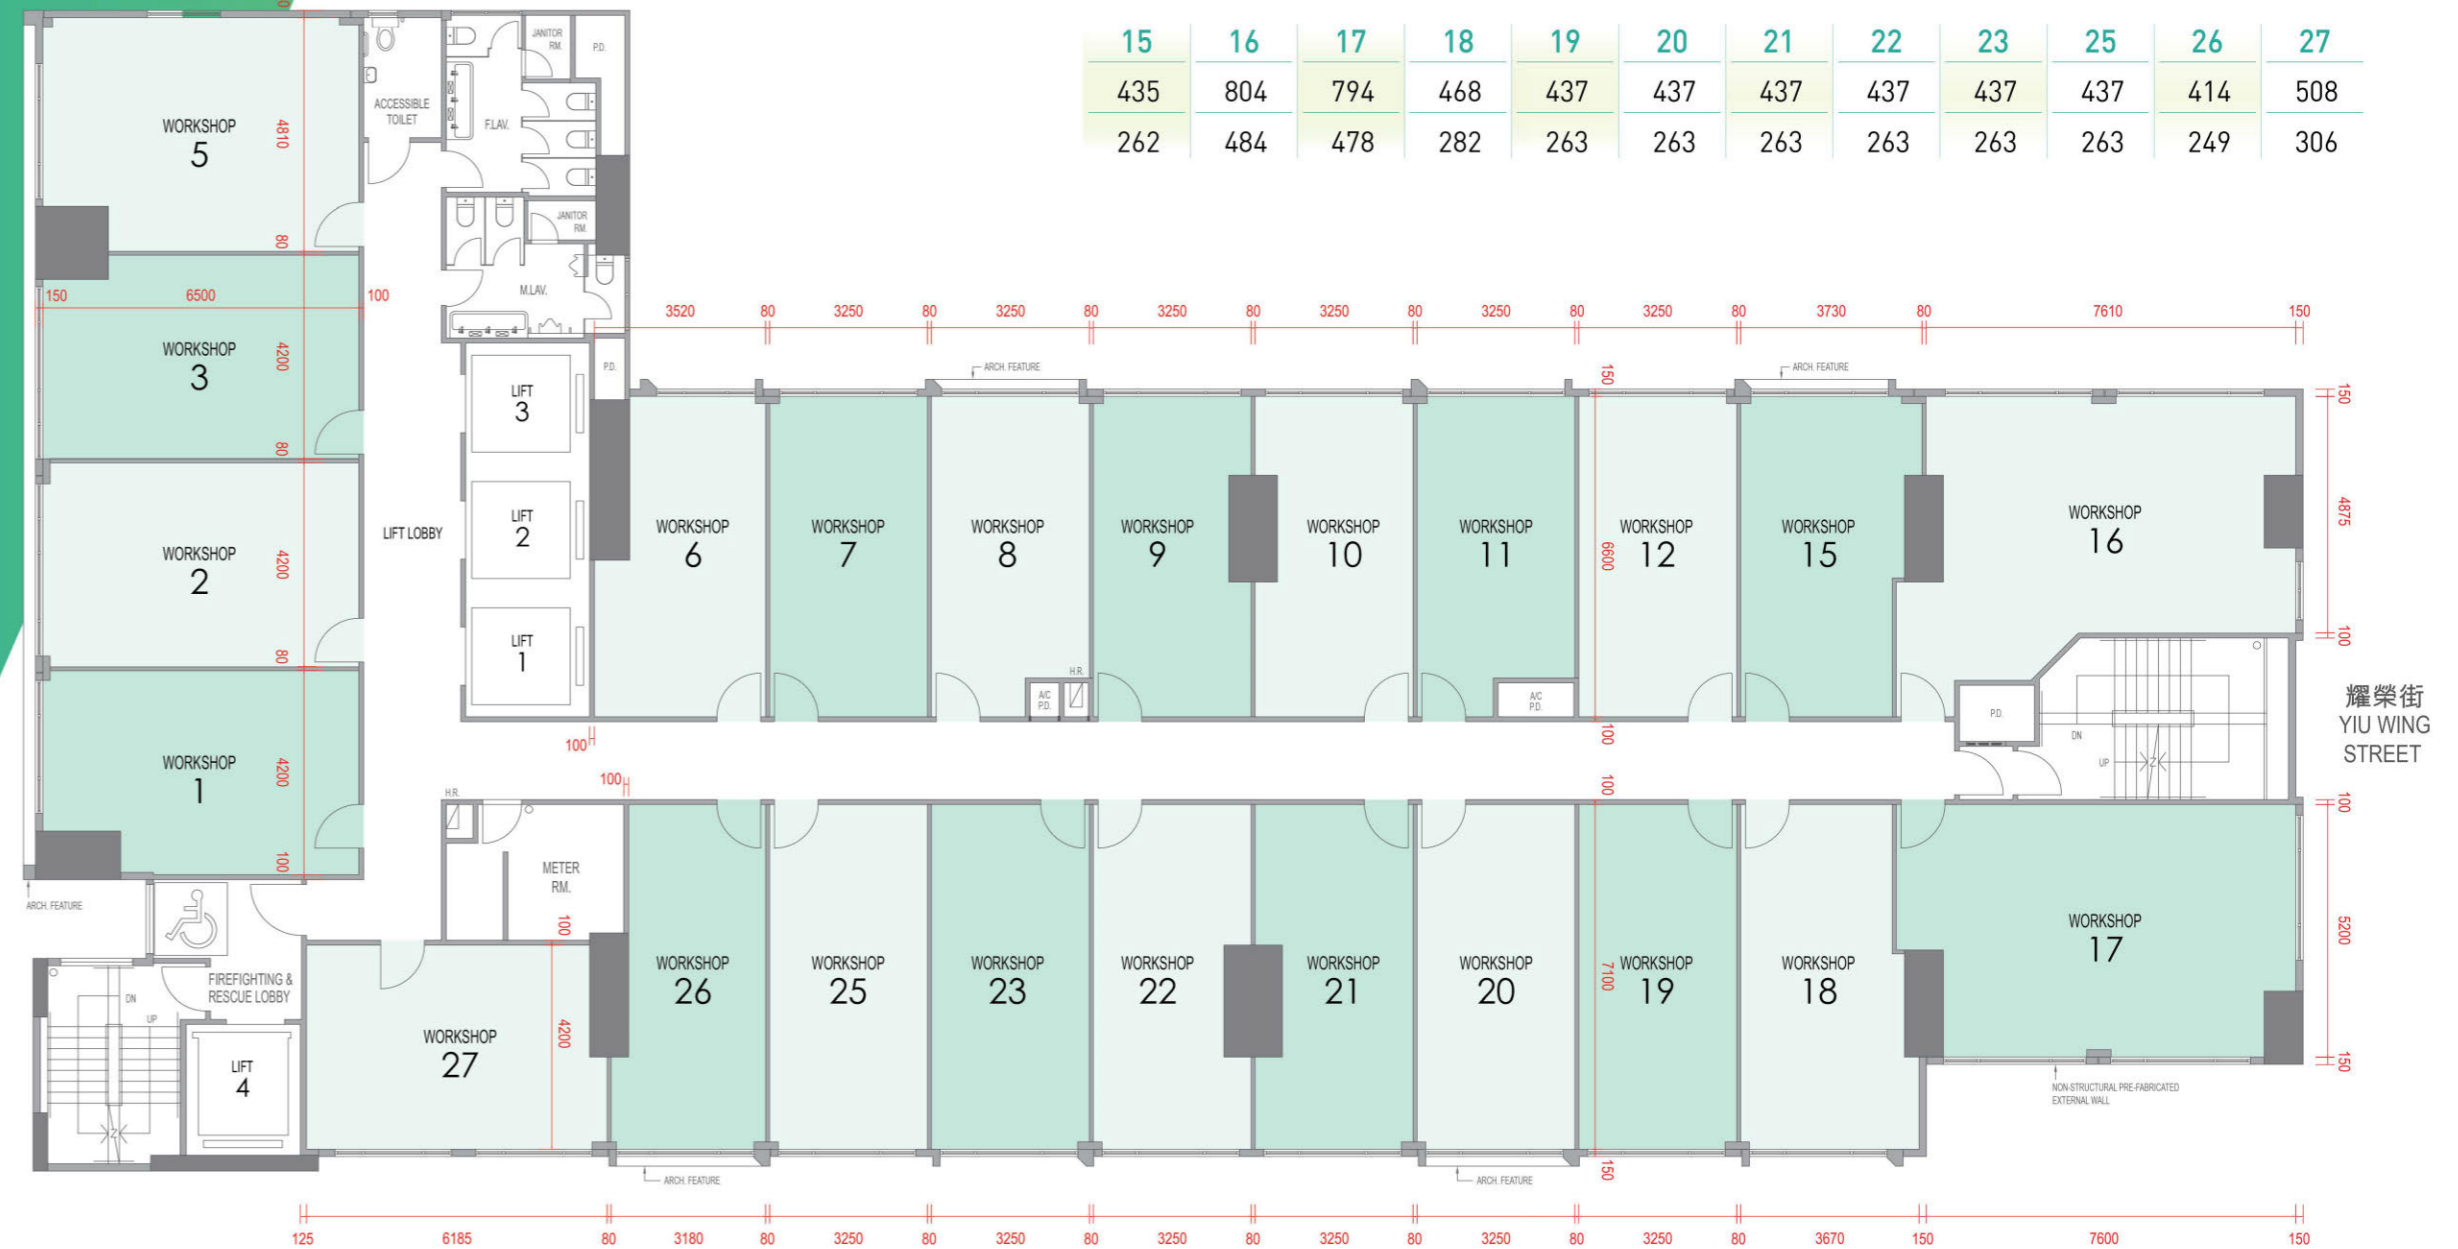 15 16 17 18 19 20 21 22 23 25 26 27
435 804 794 468 437 437 437 437 437 437 414 508
262 484 478 282 263 263 263 263 263 263 249 306
JANITOR
RM.
P.D.
ACCESSIBLE
TOILET
F.LAV.
WORKSHOP
5
4810
80
JANITOR
RM.
M.LAV.
150 6500 100
WORKSHOP
3
4200
80
WORKSHOP
2
4200
80
WORKSHOP
1
4200
100
LIFT LOBBY
P.D.
LIFT
3
LIFT
2
LIFT
1
3520 80 3250 80 3250 80 3250 80 3250 80 3250 80 3250 80 3730 80 7610 150
ARCH. FEATURE
150
ARCH. FEATURE
150
WORKSHOP
6
WORKSHOP
7
WORKSHOP
8
WORKSHOP
9
WORKSHOP
10
WORKSHOP
11
WORKSHOP
12
6600
WORKSHOP
15
WORKSHOP
16
4875
100
H.R.
A/C
P.D.
A/C
P.D.
P.D.
DN
UP
耀榮街
YIU WING
STREET
100
100
100
100
100
H.R.
METER
RM.
100
ARCH. FEATURE
FIREFIGHTING &
RESCUE LOBBY
DN
UP
LIFT
4
WORKSHOP
27
4200
WORKSHOP
26
WORKSHOP
25
WORKSHOP
23
WORKSHOP
22
WORKSHOP
21
WORKSHOP
20
WORKSHOP
19
7100
WORKSHOP
18
WORKSHOP
17
5200
150
NON-STRUCTURAL PRE-FABRICATED
EXTERNAL WALL
ARCH. FEATURE
ARCH. FEATURE
150
125 6185 80 3180 80 3250 80 3250 80 3250 80 3250 80 3250 80 3250 80 3670 150 7600 150